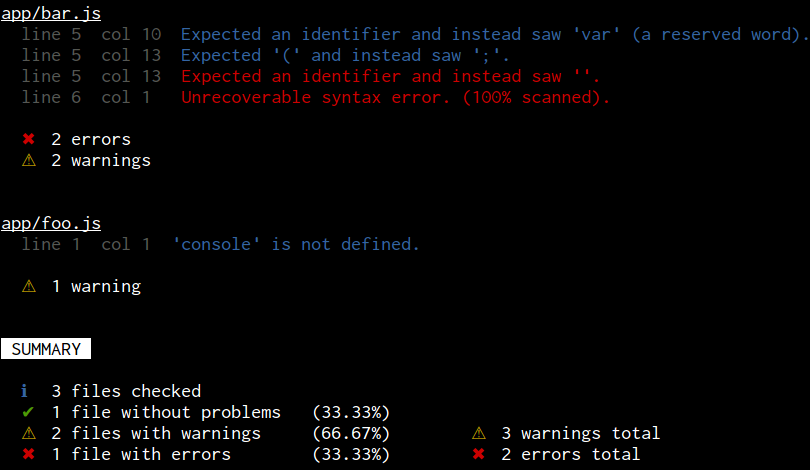 app/bar.js
line 5  col 10  Expected an identifier and instead saw 'var' (a reserved word).
line 5  col 13  Expected '(' and instead saw ';'.
line 5  col 13  Expected an identifier and instead saw ''.
line 6  col 1   Unrecoverable syntax error. (100% scanned).
✖ 2 errors
⚠ 2 warnings
app/foo.js
line 1  col 1  'console' is not defined.
⚠ 1 warning
SUMMARY
ℹ 3 files checked
✔ 1 file without problems   (33.33%)
⚠ 2 files with warnings     (66.67%)        ⚠ 3 warnings total
✖ 1 file with errors        (33.33%)        ✖ 2 errors total